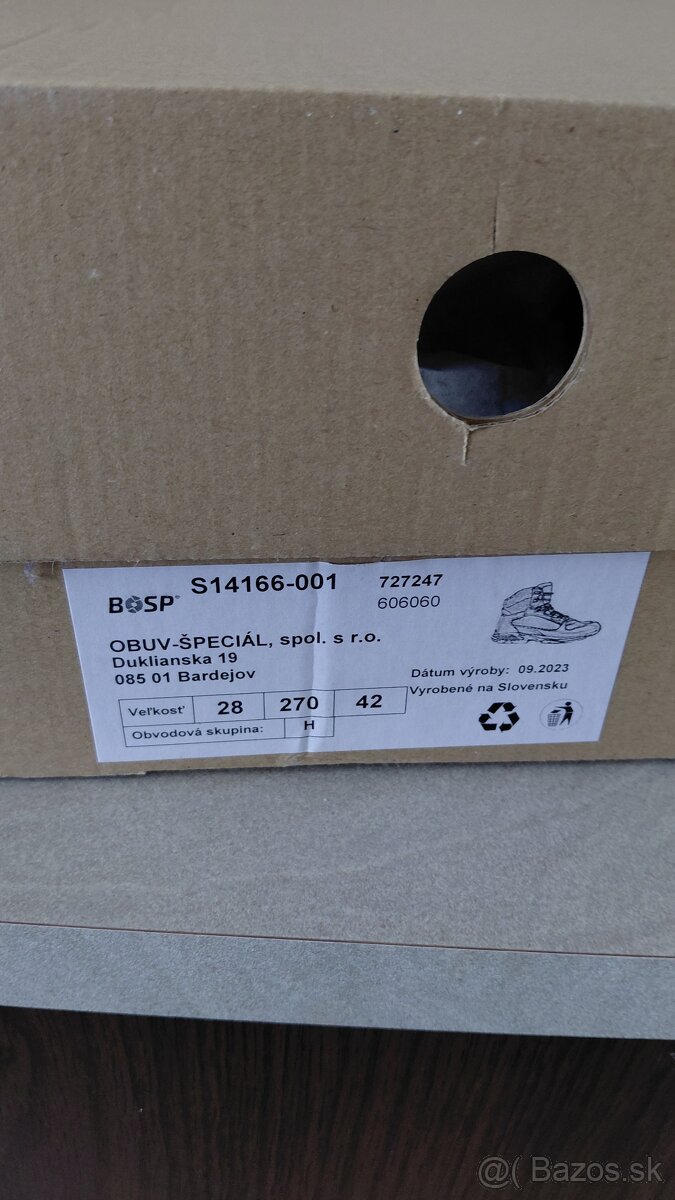 BOSP® S14166-001 727247
606060
OBUV-ŠPECIÁL, spol. s r.o.
Duklianska 19
085 01 Bardejov
Dátum výroby: 09.2023
Vyrobené na Slovensku
Veľkosť 28 270 42
Obvodová skupina: H
@( Bazos.sk